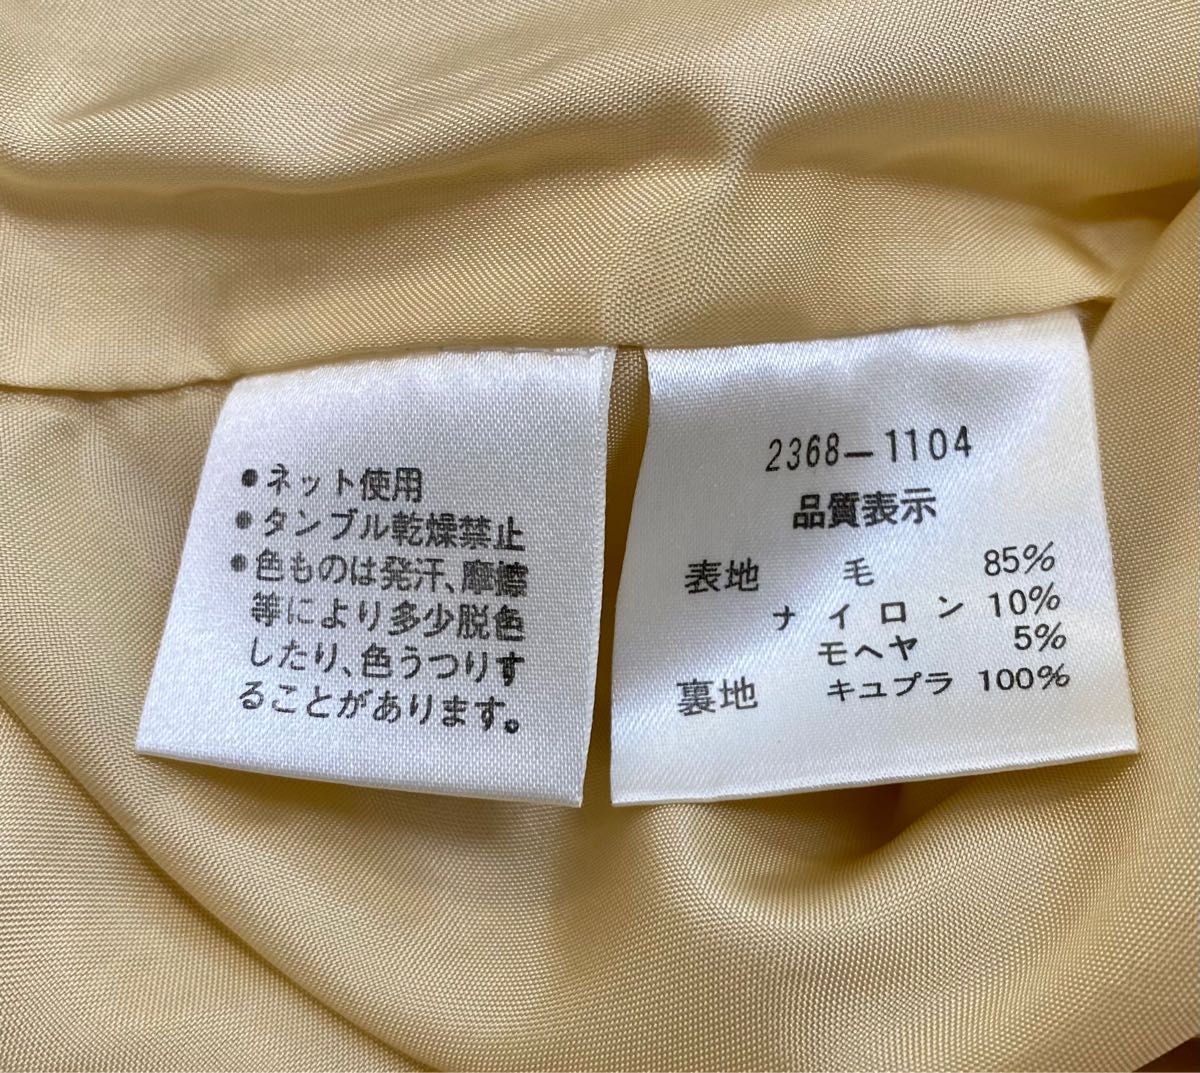 ●ネット使用
●タンブル乾燥禁止
●色ものは発汗、摩擦
等により多少脱色
したり、色うつりす
ることがあります。
2368-1104
品質表示
表地 毛 85%
ナイロン 10%
モヘヤ 5%
裏地 キユプラ 100%